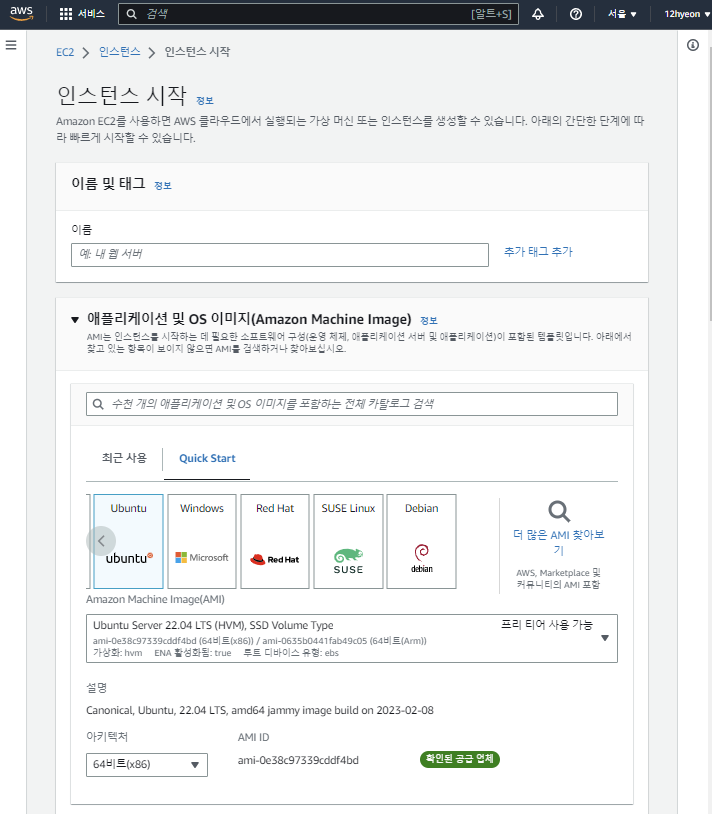 aws 서비스 검색 [알트+S] 서울 12hyeon
EC2 인스턴스 인스턴스 시작
인스턴스 시작 정보
Amazon EC2를 사용하면 AWS 클라우드에서 실행되는 가상 머신 또는 인스턴스를 생성할 수 있습니다. 아래의 간단한 단계에 따
라 빠르게 시작할 수 있습니다.
이름 및 태그 정보
이름
예: 내 웹 서버 추가 태그 추가
애플리케이션 및 OS 이미지(Amazon Machine Image) 정보
AMI는 인스턴스를 시작하는 데 필요한 소프트웨어 구성(운영 체제, 애플리케이션 서버 및 애플리케이션)이 포함된 템플릿입니다. 아래에서
찾고 있는 항목이 보이지 않으면 AMI를 검색하거나 찾아보십시오.
수천 개의 애플리케이션 및 OS 이미지를 포함하는 전체 카탈로그 검색
최근 사용 Quick Start
Ubuntu Windows Red Hat SUSE Linux Debian
ubuntu Microsoft Red Hat SUSE debian
더 많은 AMI 찾아보
기
AWS, Marketplace 및
커뮤니티의 AMI 포함
Amazon Machine Image(AMI)
Ubuntu Server 22.04 LTS (HVM), SSD Volume Type 프리 티어 사용 가능
ami-0e38c97339cddf4bd (64비트(x86)) / ami-0635b0441fab49c05 (64비트(Arm))
가상화: hvm ENA 활성화됨: true 루트 디바이스 유형: ebs
설명
Canonical, Ubuntu, 22.04 LTS, amd64 jammy image build on 2023-02-08
아키텍처 AMI ID
64비트(x86) ami-0e38c97339cddf4bd 확인된 공급 업체